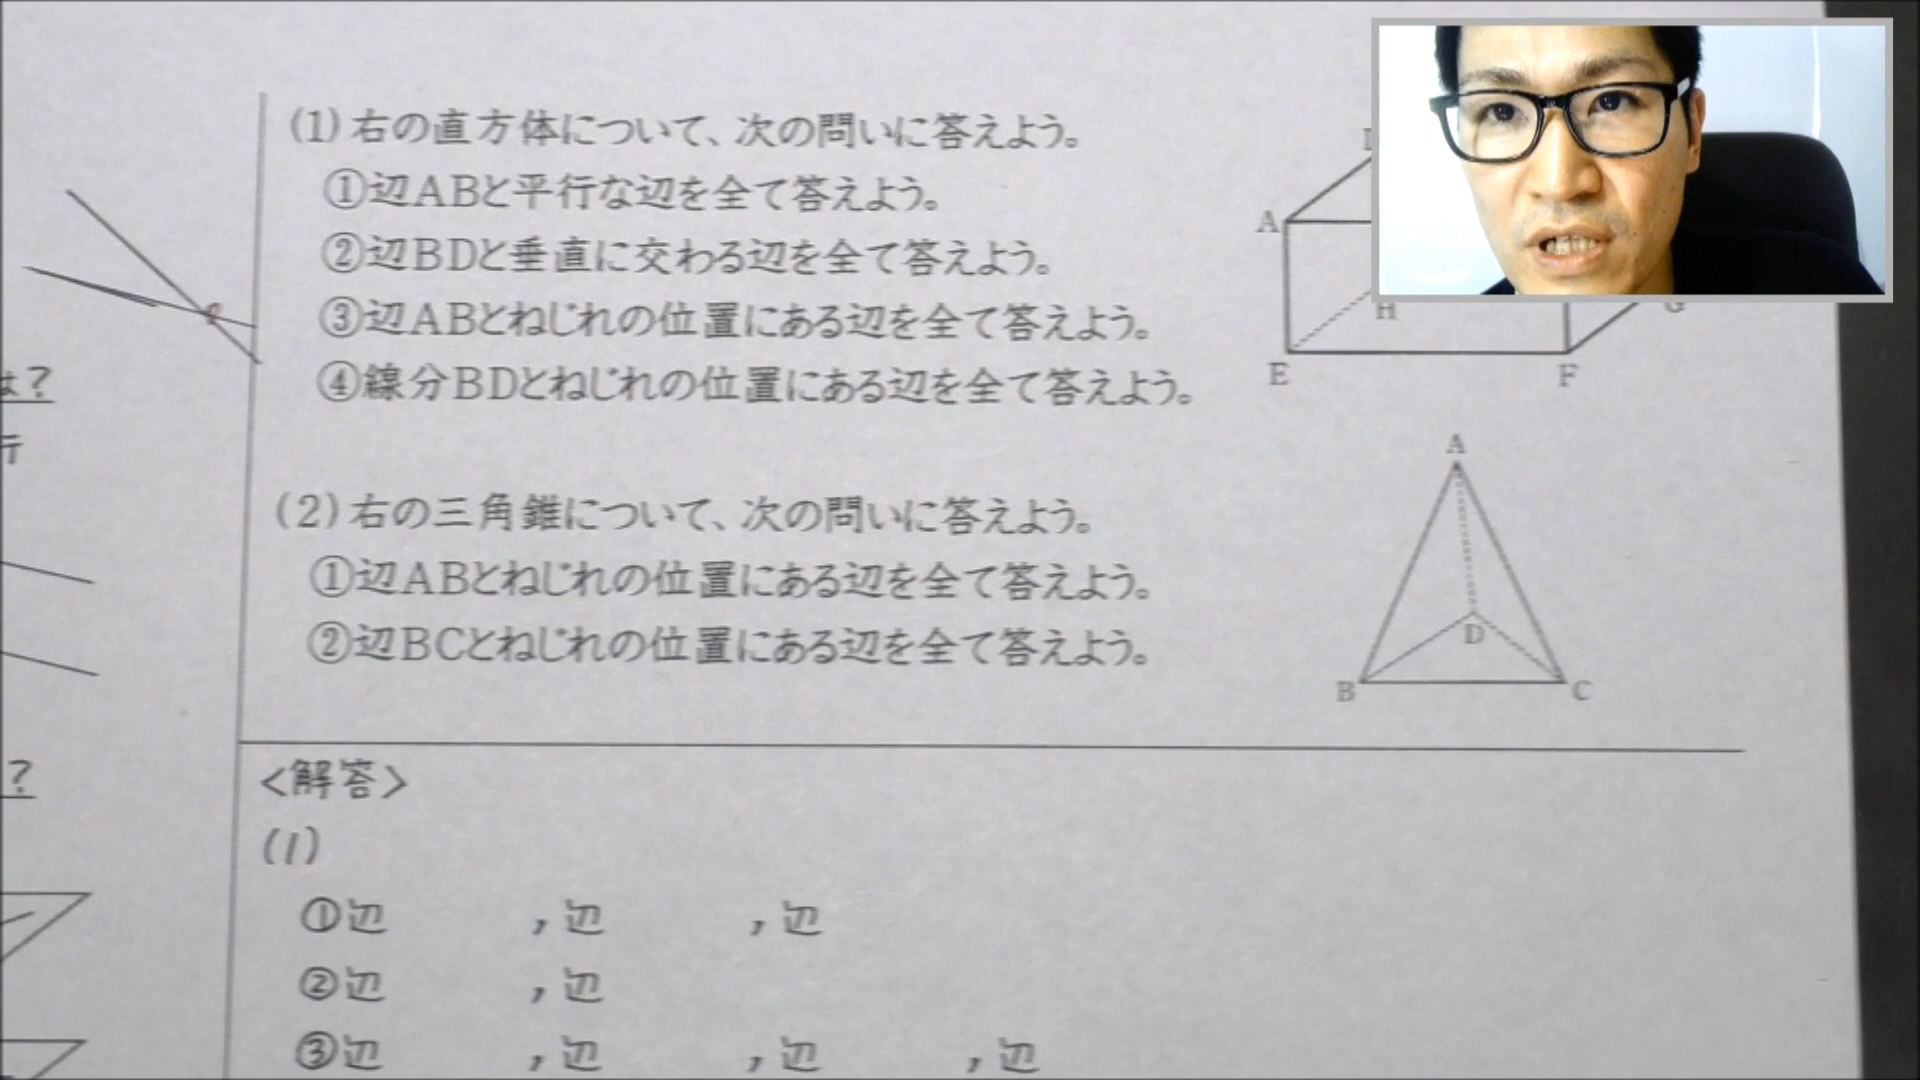 (1)右の直方体について、次の問いに答えよう。
①辺ABと平行な辺を全て答えよう。
②辺BDと垂直に交わる辺を全て答えよう。
③辺ABとねじれの位置にある辺を全て答えよう。
④線分BDとねじれの位置にある辺を全て答えよう。
A
H
G
E
F
は?
行
(2)右の三角錐について、次の問いに答えよう。
①辺ABとねじれの位置にある辺を全て答えよう。
②辺BCとねじれの位置にある辺を全て答えよう。
A
D
B
C
?
<解答>
(1)
①辺 ,辺 ,辺
②辺 ,辺
③辺 ,辺 ,辺 ,辺